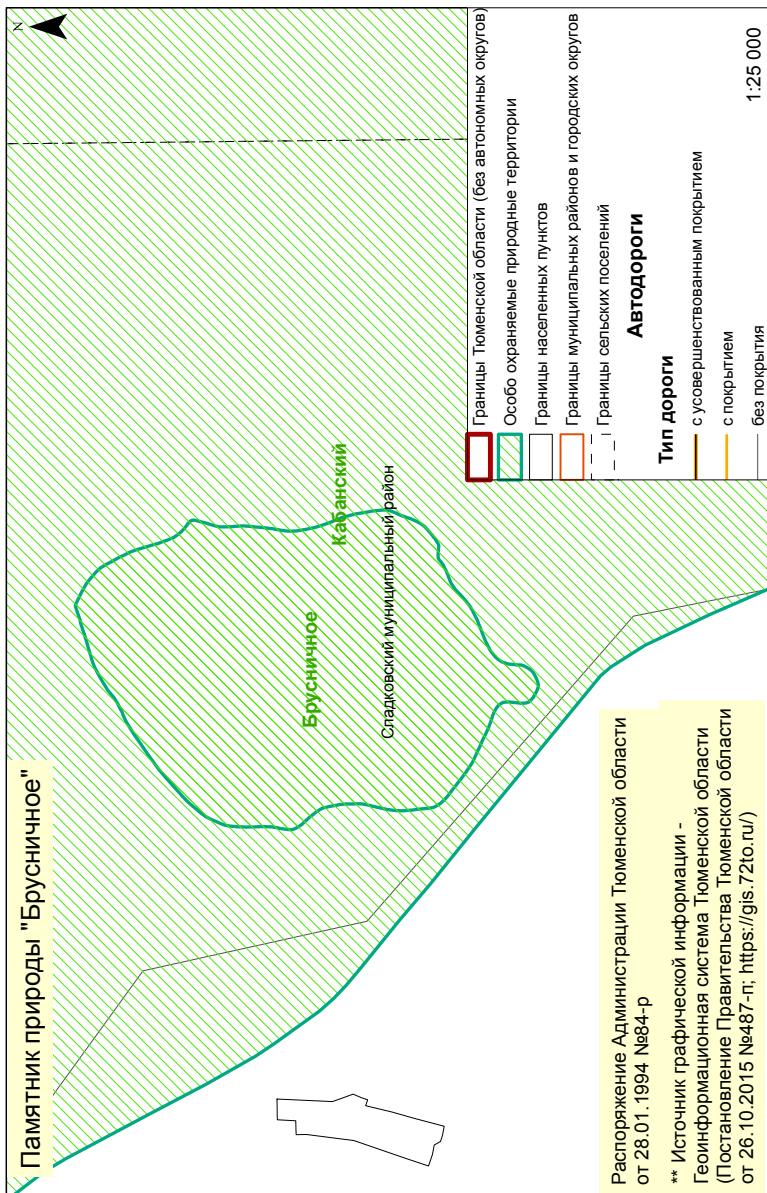 Памятник природы "Брусничное"
N
Брусничное
Кабанский
Сладковский муниципальный район
Распоряжение Администрации Тюменской области
от 28.01.1994 №84-р
** Источник графической информации -
Геоинформационная система Тюменской области
(Постановление Правительства Тюменской области
от 26.10.2015 №487-п; https://gis.72to.ru/)
Границы Тюменской области (без автономных округов)
Особо охраняемые природные территории
Границы населенных пунктов
Границы муниципальных районов и городских округов
Границы сельских поселений
Автодороги
Тип дороги
с усовершенствованным покрытием
с покрытием
без покрытия
1:25 000